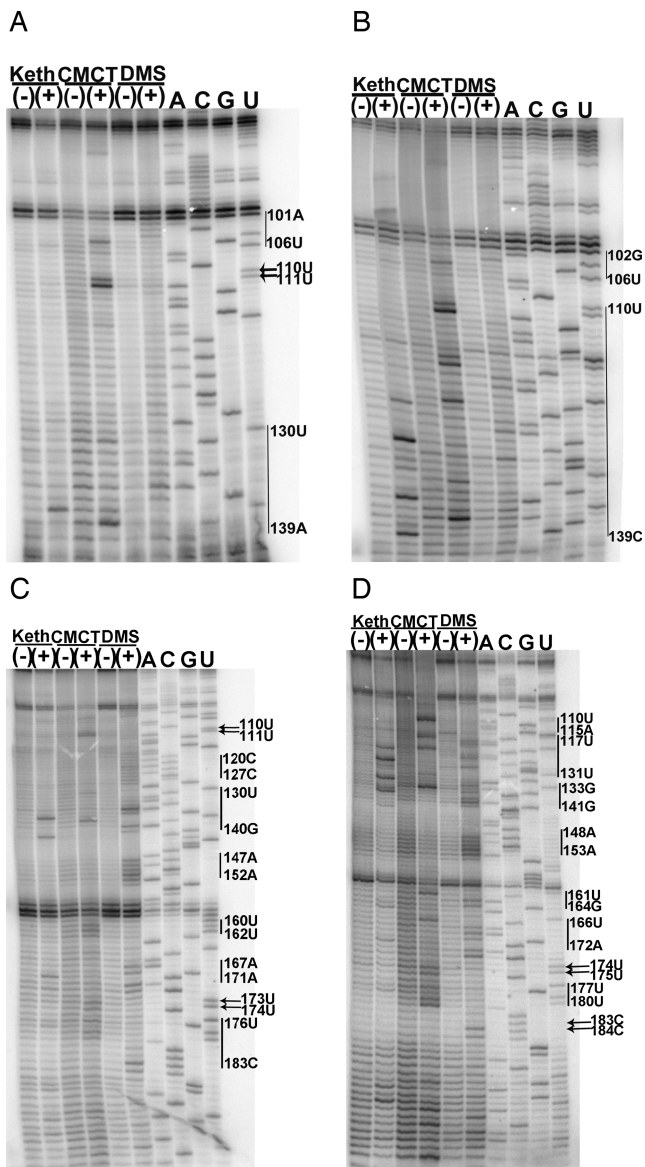 A
Keth CMCT DMS
(-)(+)(-)(+)(-)(+) A C G U
101A
106U
110U
111U
130U
139A
B
Keth CMCT DMS
(-)(+)(-)(+)(-)(+) A C G U
102G
106U
110U
139C
C
Keth CMCT DMS
(-)(+)(-)(+)(-)(+) A C G U
110U
111U
120C
127C
130U
140G
147A
152A
160U
162U
167A
171A
173U
174U
176U
183C
D
Keth CMCT DMS
(-)(+)(-)(+)(-)(+) A C G U
110U
115A
117U
131U
133G
141G
148A
153A
161U
164G
166U
172A
174U
175U
177U
180U
183C
184C